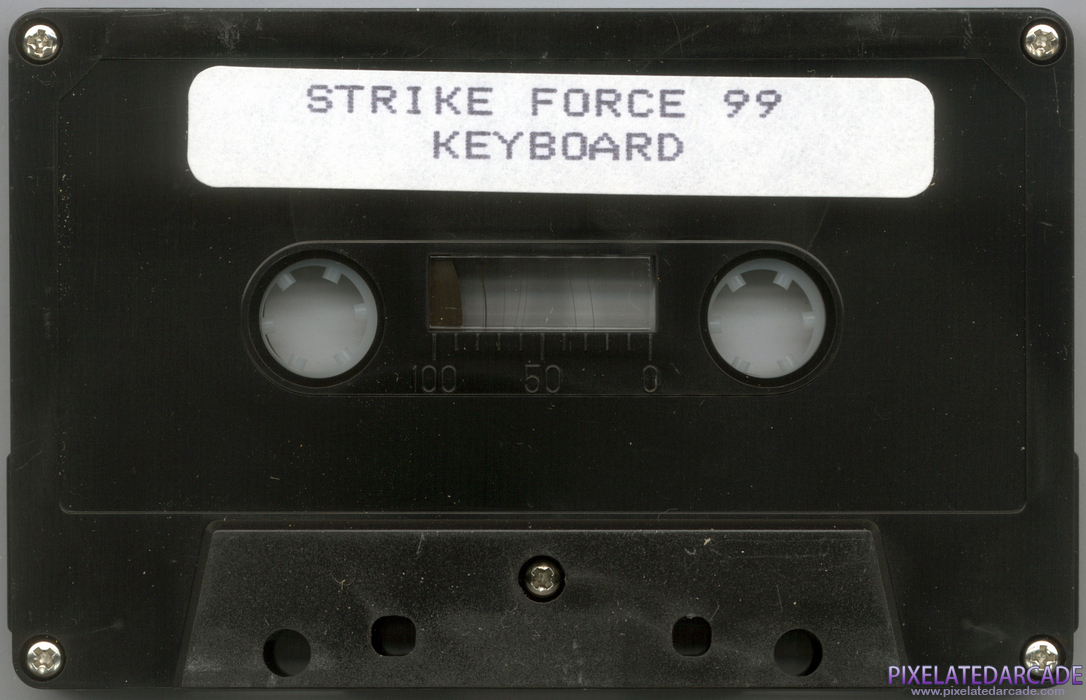 STRIKE FORCE 99
KEYBOARD
100 50 0
PIXELATEDARCADE
www.pixelatedarcade.com